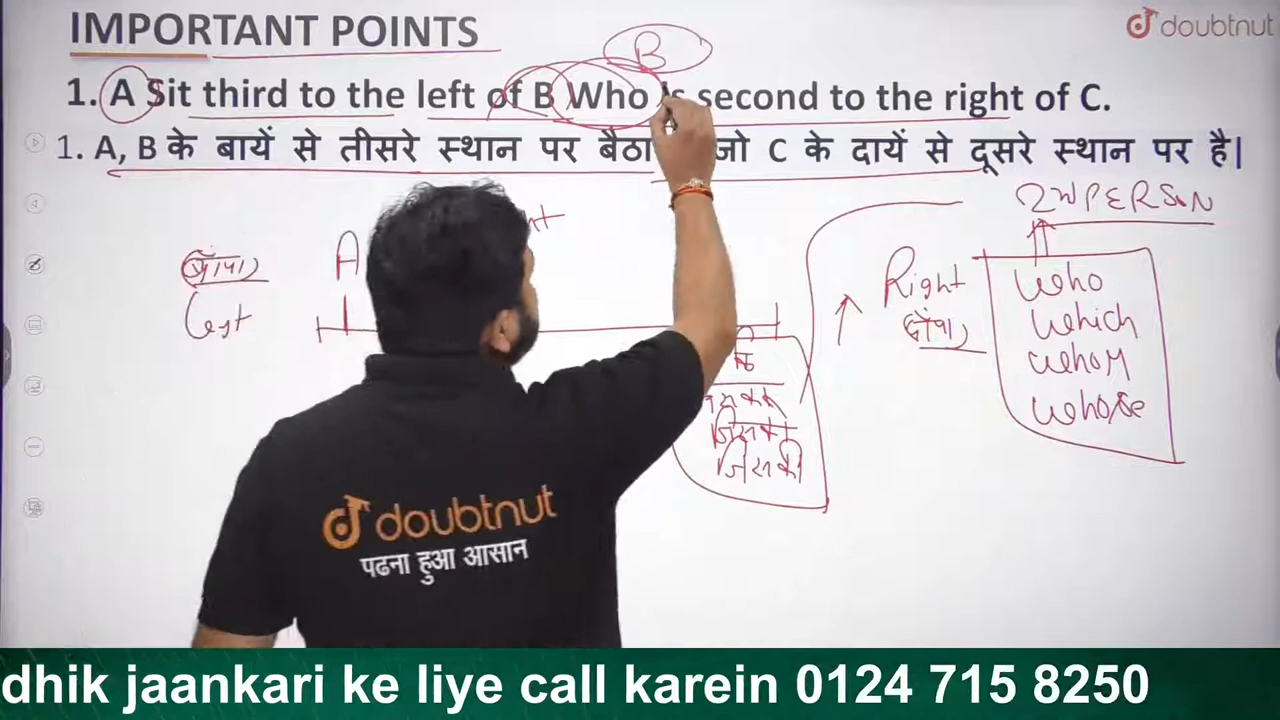 IMPORTANT POINTS
doubtnut
B
1. A Sit third to the left of B Who is second to the right of C.
1. A, B के बायें से तीसरे स्थान पर बैठा जो C के दायें से दूसरे स्थान पर है|
2nd PERSON
A
Left
Right
Who
Which
Whom
Whose
जिसका
जिसकी
doubtnut
पढना हुआ आसान
dhik jaankari ke liye call karein 0124 715 8250